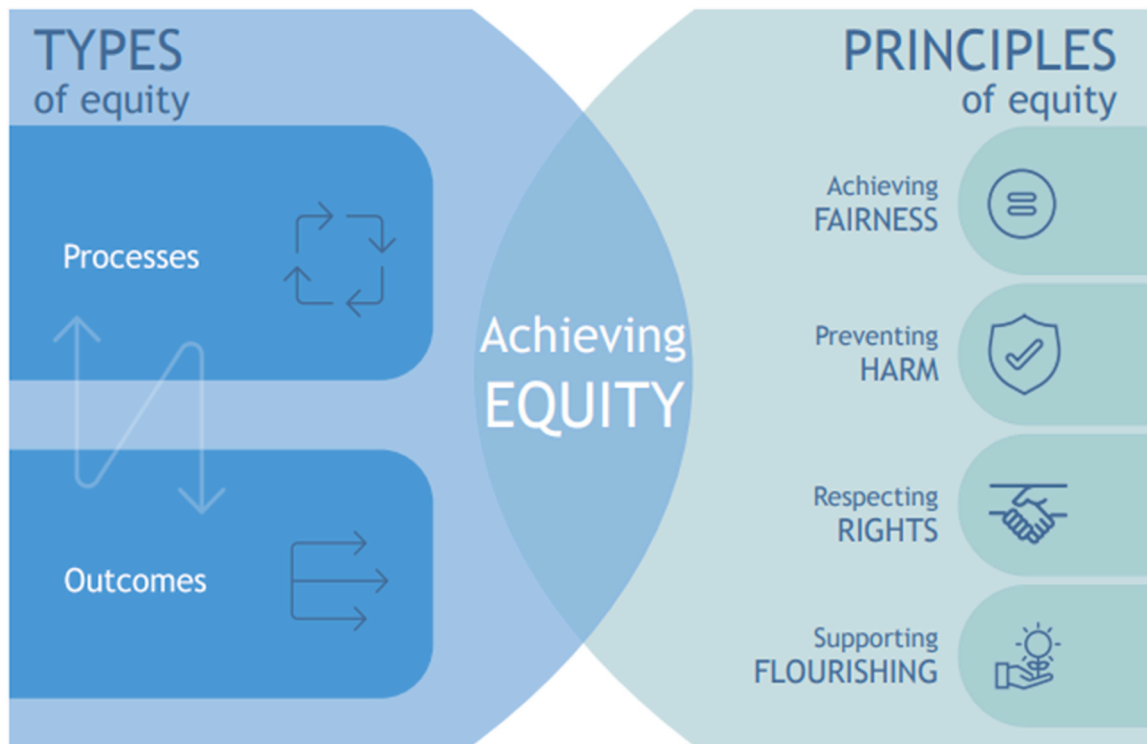 TYPES
of equity
Processes
Outcomes
Achieving
EQUITY
PRINCIPLES
of equity
Achieving
FAIRNESS
Preventing
HARM
Respecting
RIGHTS
Supporting
FLOURISHING